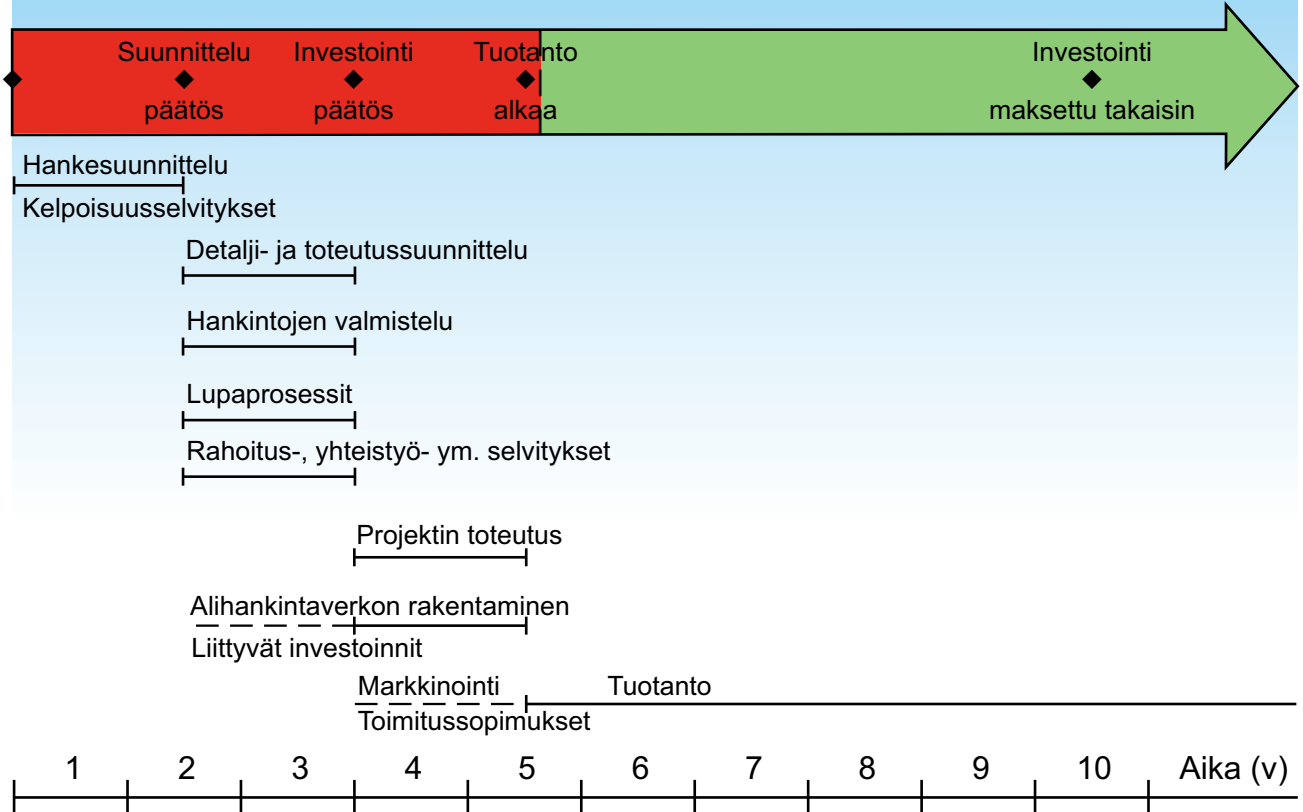 Suunnittelu Investointi Tuotanto Investointi
päätös päätös alkaa maksettu takaisin
Hankesuunnittelu
Kelpoisuusselvitykset
Detalji- ja toteutussuunnittelu
Hankintojen valmistelu
Lupaprosessit
Rahoitus-, yhteistyö- ym. selvitykset
Projektin toteutus
Alihankintaverkon rakentaminen
Liittyvät investoinnit
Markkinointi Tuotanto
Toimitussopimukset
1 2 3 4 5 6 7 8 9 10 Aika (v)